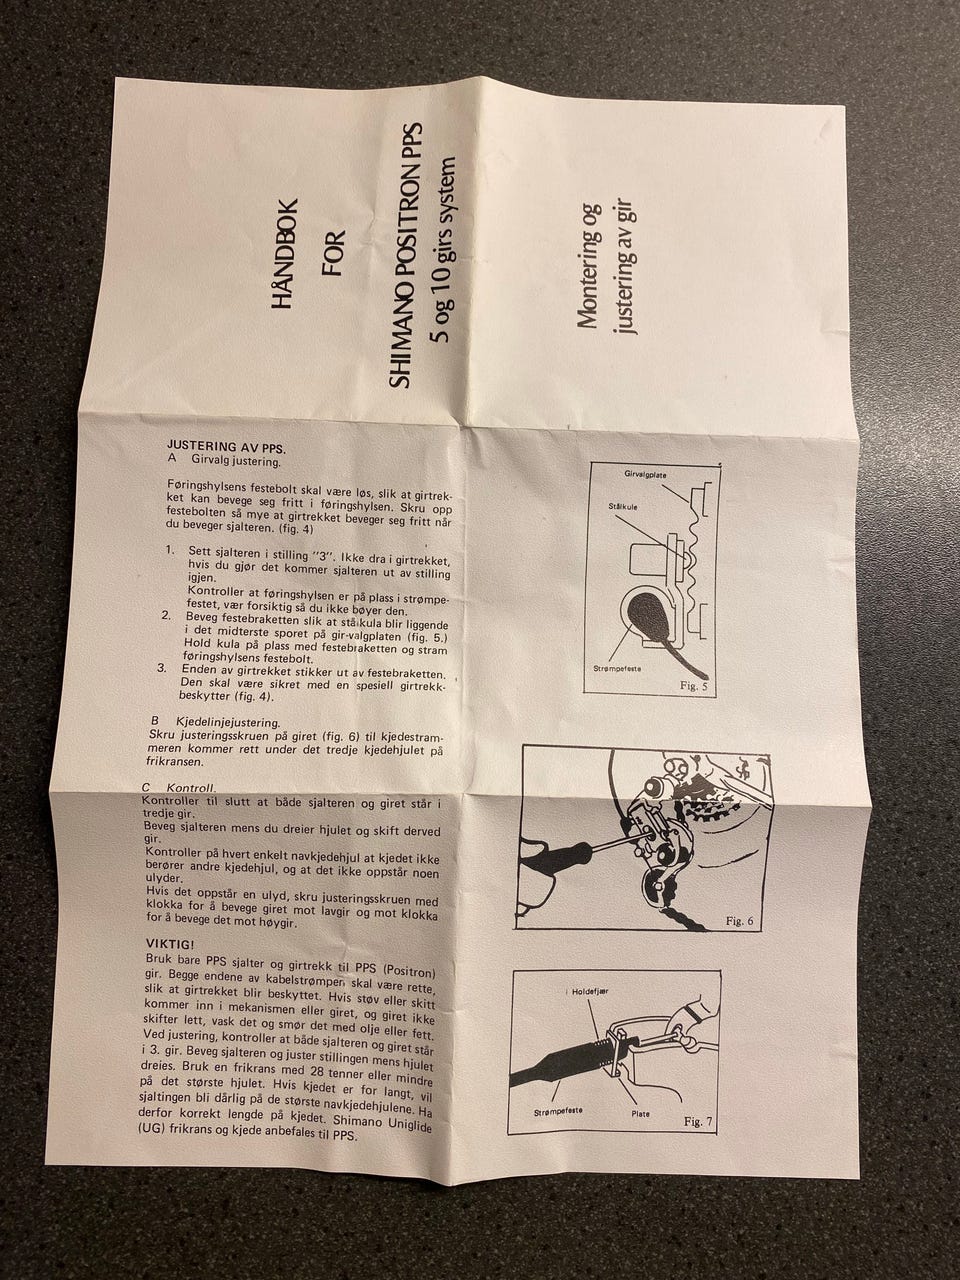 HÅNDBOK
FOR
SHIMANO POSITRON PPS
5 og 10 girs system
Montering og
justering av gir
JUSTERING AV PPS.
A Girvalg justering.
Føringshylsens festebolt skal være løs, slik at girtrek-
ket kan bevege seg fritt i føringshylsen. Skru opp
festebolten så mye at girtrekket beveger seg fritt når
du beveger sjalteren. (fig. 4)
1. Sett sjalteren i stilling "3". Ikke dra i girtrekket,
hvis du gjør det kommer sjalteren ut av stilling
igjen.
Kontroller at føringshylsen er på plass i strømpe-
festet, vær forsiktig så du ikke bøyer den.
2. Beveg festebraketten slik at stålkula blir liggende
i det midterste sporet på gir-valgplaten (fig. 5.)
Hold kula på plass med festebraketten og stram
føringshylsens festebolt.
3. Enden av girtrekket stikker ut av festebraketten.
Den skal være sikret med en spesiell girtrekk-
beskytter (fig. 4).
B Kjedelinjejustering.
Skru justeringsskruen på giret (fig. 6) til kjedestram-
meren kommer rett under det tredje kjedehjulet på
frikransen.
C Kontroll.
Kontroller til slutt at både sjalteren og giret står i
tredje gir.
Beveg sjalteren mens du dreier hjulet og skift derved
gir.
Kontroller på hvert enkelt navkjedehjul at kjedet ikke
berører andre kjedehjul, og at det ikke oppstår noen
ulyder.
Hvis det oppstår en ulyd, skru justeringsskruen med
klokka for å bevege giret mot lavgir og mot klokka
for å bevege det mot høygir.
VIKTIG!
Bruk bare PPS sjalter og girtrekk til PPS (Positron)
gir. Begge endene av kabelstrømpen skal være rette,
slik at girtrekket blir beskyttet. Hvis støv eller skitt
kommer inn i mekanismen eller giret, og giret ikke
skifter lett, vask det og smør det med olje eller fett.
Ved justering, kontroller at både sjalteren og giret står
i 3. gir. Beveg sjalteren og juster stillingen mens hjulet
dreies. Bruk en frikrans med 28 tenner eller mindre
på det største hjulet. Hvis kjedet er for langt, vil
sjaltingen bli dårlig på de største navkjedehjulene. Ha
derfor korrekt lengde på kjedet. Shimano Uniglide
(UG) frikrans og kjede anbefales til PPS.
Girvalgplate
Stålkule
Strømpefeste
Fig. 5
Fig. 6
Holdefjær
Strømpefeste
Plate
Fig. 7